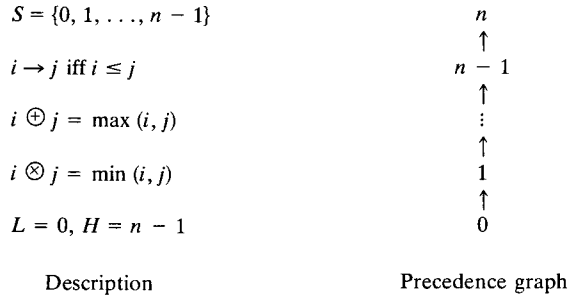 S = {0, 1, . . ., n − 1}
i → j iff i ≤ j
i ⊕ j = max (i, j)
i ⊗ j = min (i, j)
L = 0, H = n − 1
Description
n
↑
n − 1
↑
⋮
↑
1
↑
0
Precedence graph